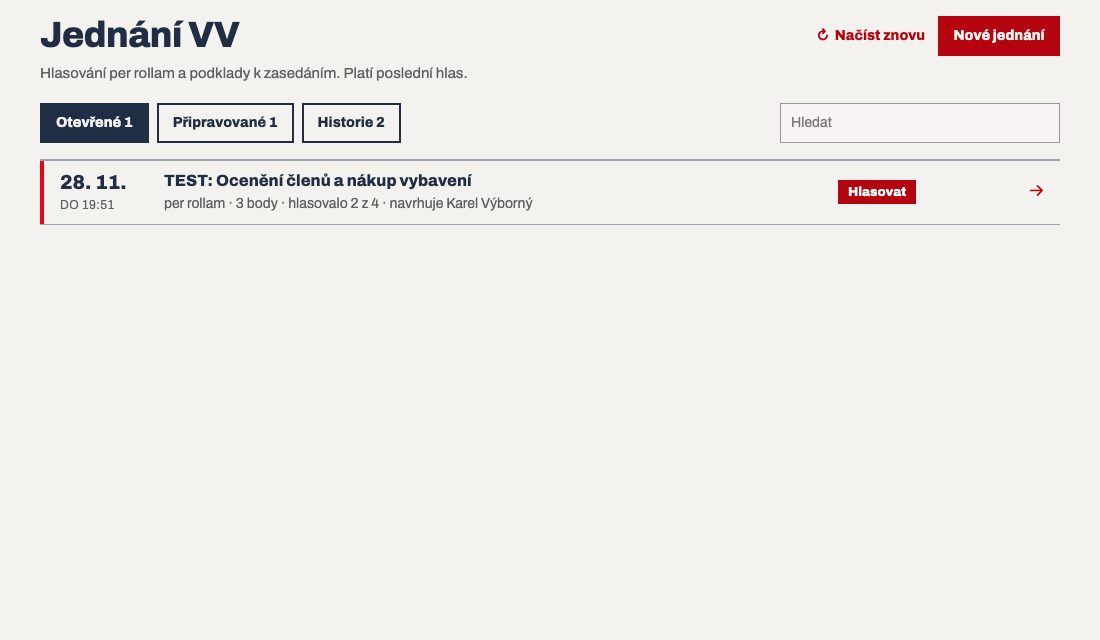 Jednání VV
↻ Načíst znovu
Nové jednání
Hlasování per rollam a podklady k zasedáním. Platí poslední hlas.
Otevřené 1
Připravované 1
Historie 2
Hledat
28. 11.
DO 19:51
TEST: Ocenění členů a nákup vybavení
per rollam · 3 body · hlasovalo 2 z 4 · navrhuje Karel Výborný
Hlasovat
→